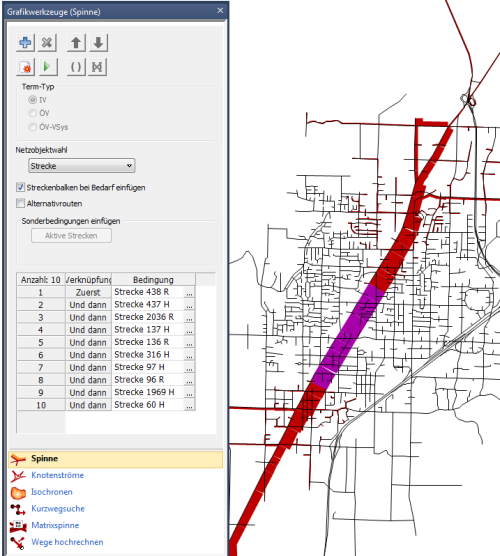 Grafikwerkzeuge (Spinne)
Term-Typ
IV
ÖV
ÖV-VSys
Netzobjektwahl
Strecke
Streckenbalken bei Bedarf einfügen
Alternativrouten
Sonderbedingungen einfügen
Aktive Strecken
Anzahl: 10 Verknüpfung Bedingung
1 Zuerst Strecke 438 R ...
2 Und dann Strecke 437 H ...
3 Und dann Strecke 2036 R ...
4 Und dann Strecke 137 H ...
5 Und dann Strecke 136 R ...
6 Und dann Strecke 316 H ...
7 Und dann Strecke 97 H ...
8 Und dann Strecke 96 R ...
9 Und dann Strecke 1969 H ...
10 Und dann Strecke 60 H ...
Spinne
Knotenströme
Isochronen
Kurzwegsuche
Matrixspinne
Wege hochrechnen